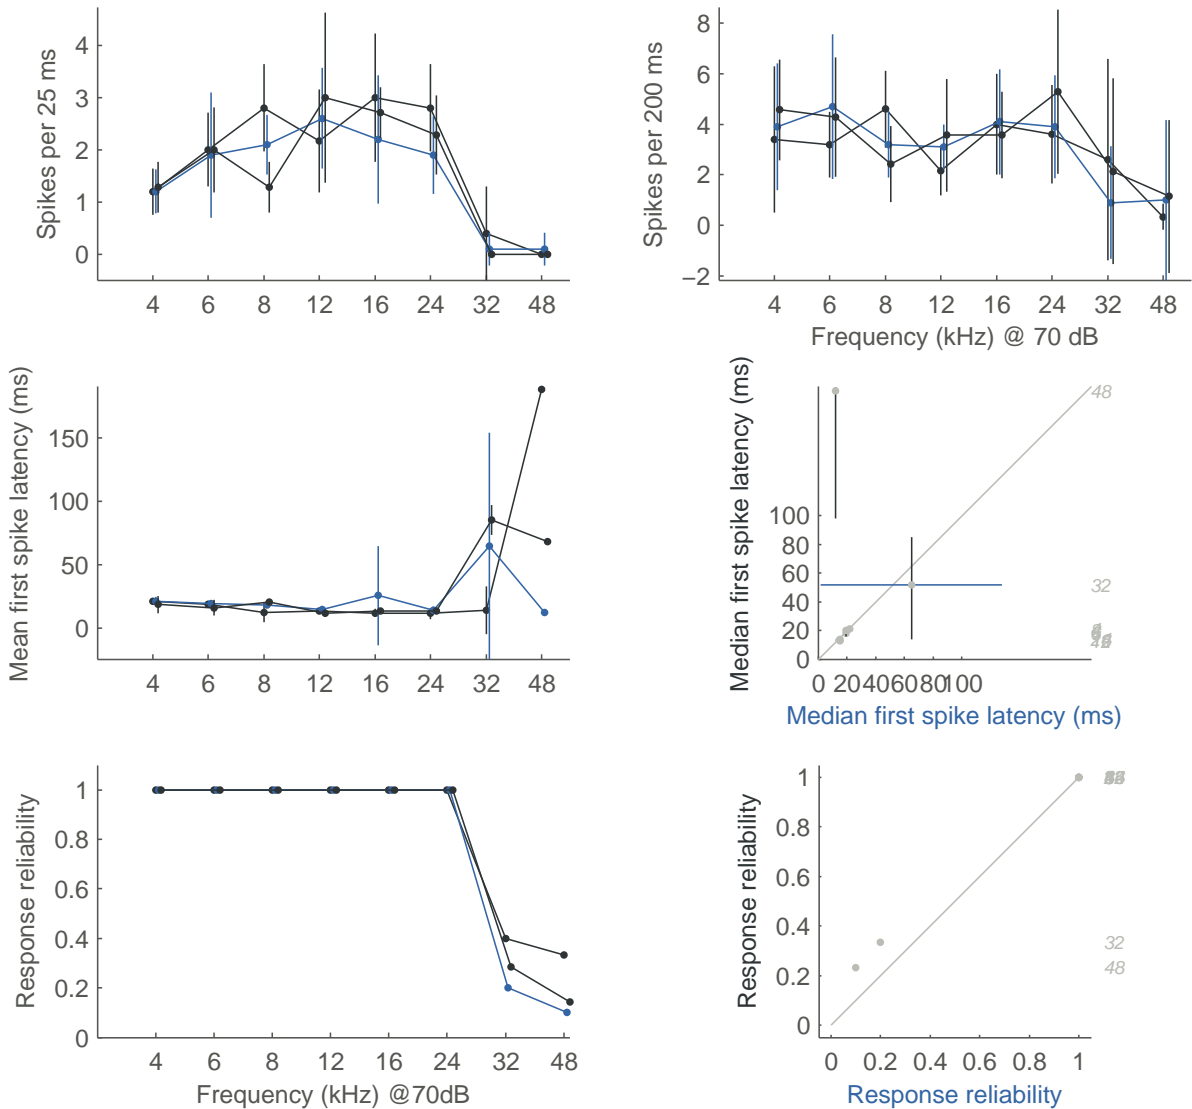 Spikes per 25 ms
4
3
2
1
0
4 6 8 12 16 24 32 48
Spikes per 200 ms
8
6
4
2
0
–2
4 6 8 12 16 24 32 48
Frequency (kHz) @ 70 dB
Mean first spike latency (ms)
150
100
50
0
4 6 8 12 16 24 32 48
Median first spike latency (ms)
100
80
60
40
20
0
48
32
0 20 40 60 80 100
Median first spike latency (ms)
Response reliability
1
0.8
0.6
0.4
0.2
0
4 6 8 12 16 24 32 48
Frequency (kHz) @70dB
Response reliability
1
0.8
0.6
0.4
0.2
0
32
48
0 0.2 0.4 0.6 0.8 1
Response reliability